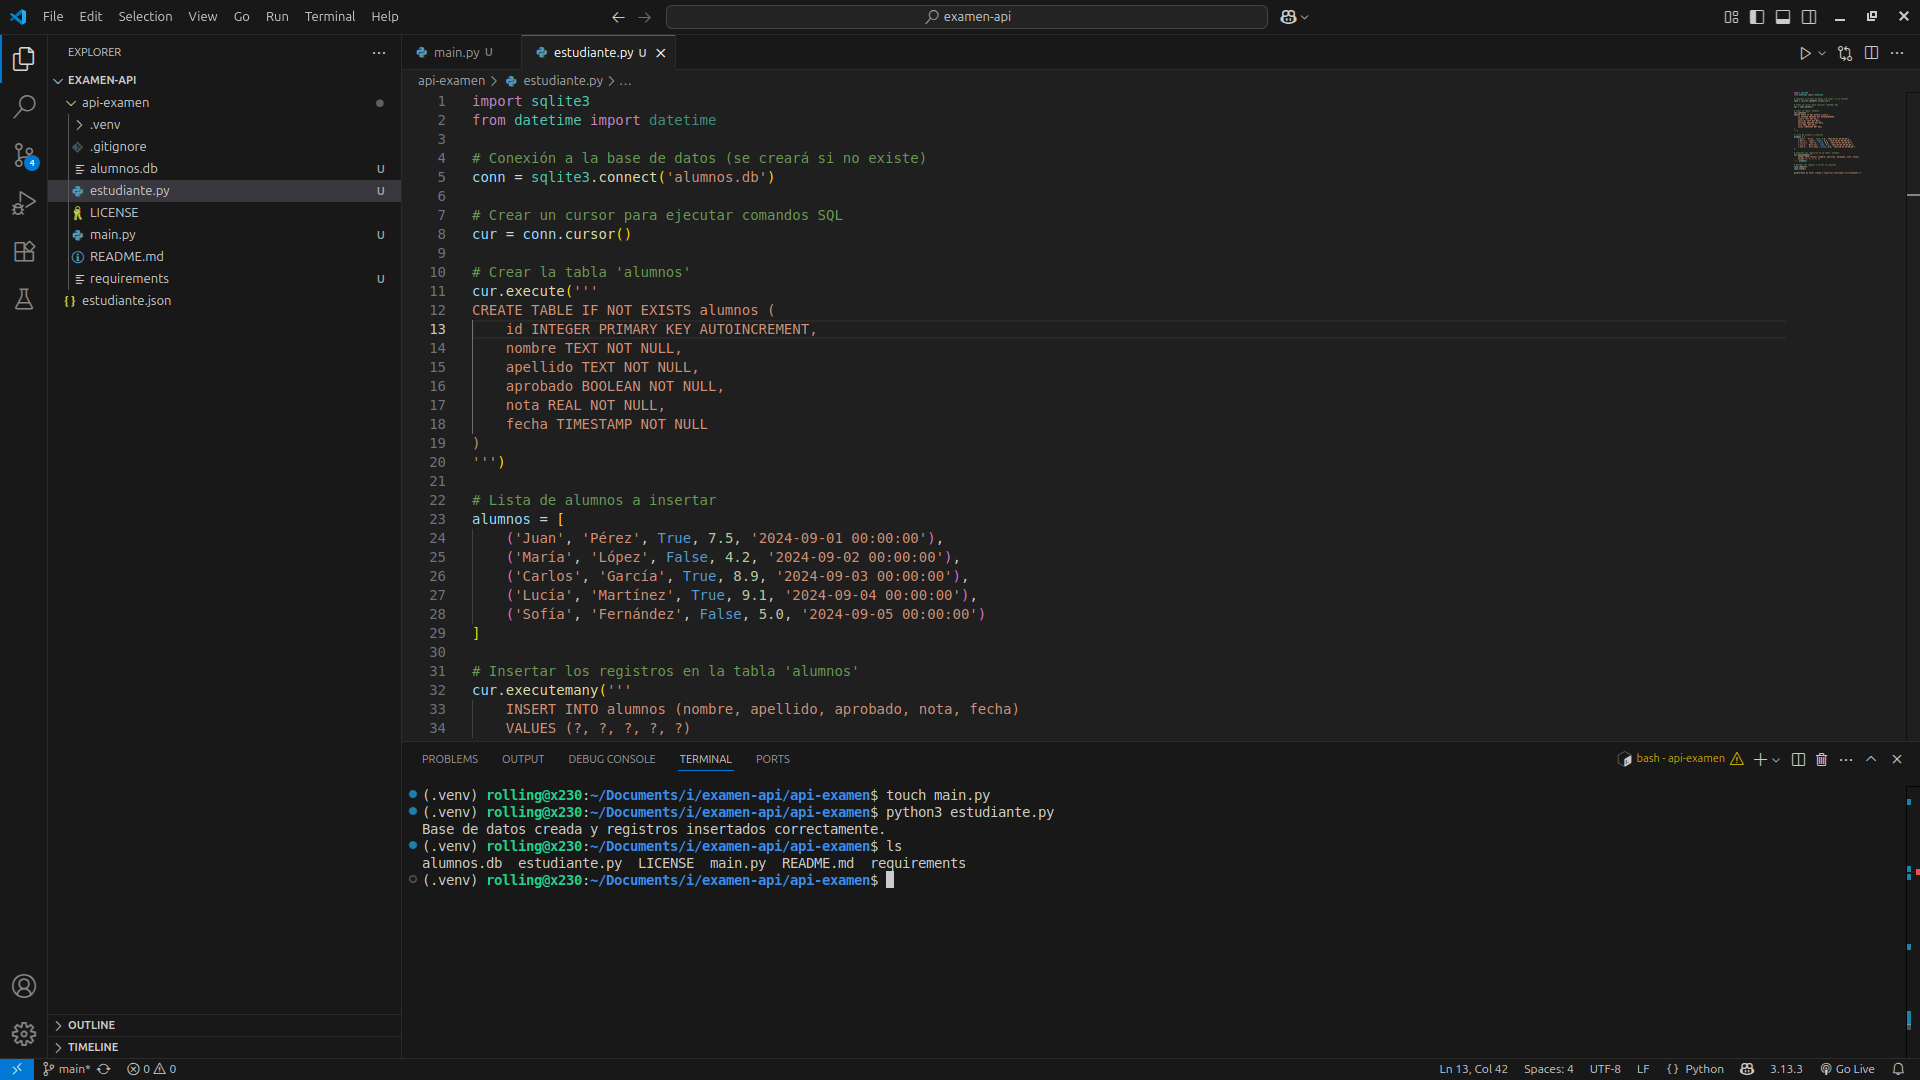 File Edit Selection View Go Run Terminal Help
examen-api
EXPLORER
EXAMEN-API
api-examen
.venv
.gitignore
alumnos.db U
estudiante.py U
LICENSE
main.py U
README.md
requirements U
estudiante.json
OUTLINE
TIMELINE
main.py U estudiante.py U
api-examen > estudiante.py > ...
1 import sqlite3
2 from datetime import datetime
3
4 # Conexión a la base de datos (se creará si no existe)
5 conn = sqlite3.connect('alumnos.db')
6
7 # Crear un cursor para ejecutar comandos SQL
8 cur = conn.cursor()
9
10 # Crear la tabla 'alumnos'
11 cur.execute('''
12 CREATE TABLE IF NOT EXISTS alumnos (
13 id INTEGER PRIMARY KEY AUTOINCREMENT,
14 nombre TEXT NOT NULL,
15 apellido TEXT NOT NULL,
16 aprobado BOOLEAN NOT NULL,
17 nota REAL NOT NULL,
18 fecha TIMESTAMP NOT NULL
19 )
20 ''')
21
22 # Lista de alumnos a insertar
23 alumnos = [
24 ('Juan', 'Pérez', True, 7.5, '2024-09-01 00:00:00'),
25 ('María', 'López', False, 4.2, '2024-09-02 00:00:00'),
26 ('Carlos', 'García', True, 8.9, '2024-09-03 00:00:00'),
27 ('Lucía', 'Martínez', True, 9.1, '2024-09-04 00:00:00'),
28 ('Sofía', 'Fernández', False, 5.0, '2024-09-05 00:00:00')
29 ]
30
31 # Insertar los registros en la tabla 'alumnos'
32 cur.executemany('''
33 INSERT INTO alumnos (nombre, apellido, aprobado, nota, fecha)
34 VALUES (?, ?, ?, ?, ?)
PROBLEMS OUTPUT DEBUG CONSOLE TERMINAL PORTS
bash - api-examen
(.venv) rolling@x230:~/Documents/i/examen-api/api-examen$ touch main.py
(.venv) rolling@x230:~/Documents/i/examen-api/api-examen$ python3 estudiante.py
Base de datos creada y registros insertados correctamente.
(.venv) rolling@x230:~/Documents/i/examen-api/api-examen$ ls
alumnos.db estudiante.py LICENSE main.py README.md requirements
(.venv) rolling@x230:~/Documents/i/examen-api/api-examen$
4
main* 0 0
Ln 13, Col 42 Spaces: 4 UTF-8 LF {} Python 3.13.3 Go Live